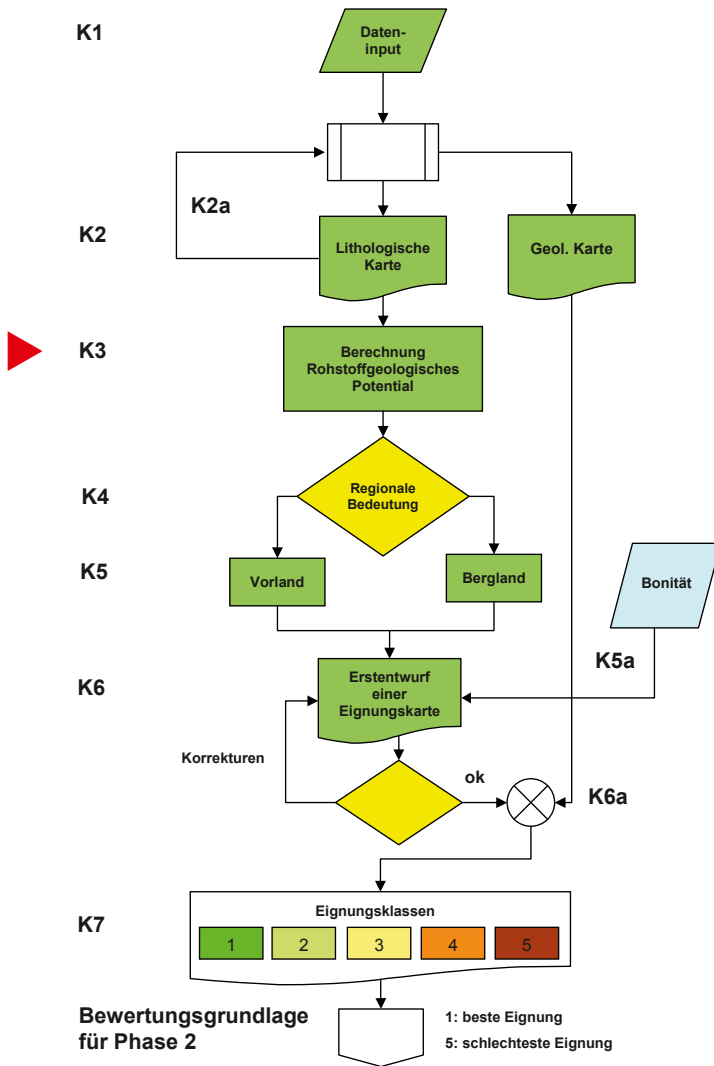 K1
Daten-
input
K2a
K2
Lithologische
Karte
Geol. Karte
K3
Berechnung
Rohstoffgeologisches
Potential
K4
Regionale
Bedeutung
K5
Vorland
Bergland
Bonität
K5a
K6
Erstentwurf
einer
Eignungskarte
Korrekturen
ok
K6a
K7
Eignungsklassen
1 2 3 4 5
Bewertungsgrundlage
für Phase 2
1: beste Eignung
5: schlechteste Eignung